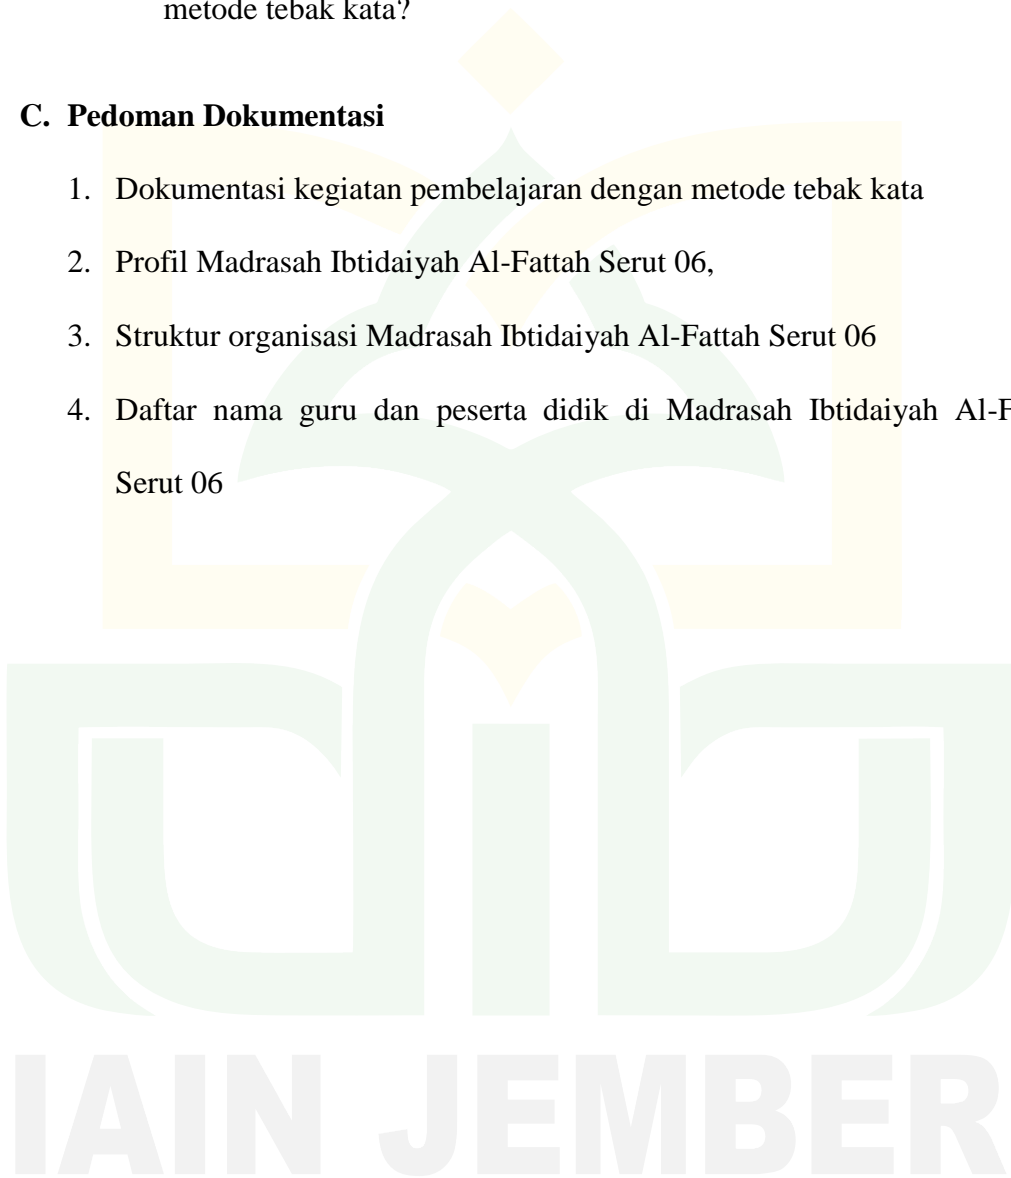 metode tebak kata?
C. Pedoman Dokumentasi
1. Dokumentasi kegiatan pembelajaran dengan metode tebak kata
2. Profil Madrasah Ibtidaiyah Al-Fattah Serut 06,
3. Struktur organisasi Madrasah Ibtidaiyah Al-Fattah Serut 06
4. Daftar nama guru dan peserta didik di Madrasah Ibtidaiyah Al-F
Serut 06
IAIN JEMBER